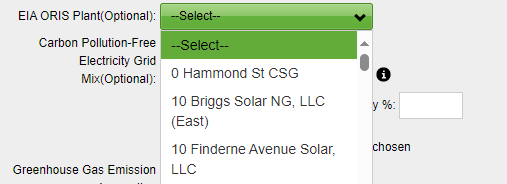 EIA ORIS Plant(Optional): --Select--
Carbon Pollution-Free
Electricity Grid
Mix(Optional):
--Select--
0 Hammond St CSG
10 Briggs Solar NG, LLC
(East)
10 Finderne Avenue Solar,
LLC
y %:
chosen
Greenhouse Gas Emission